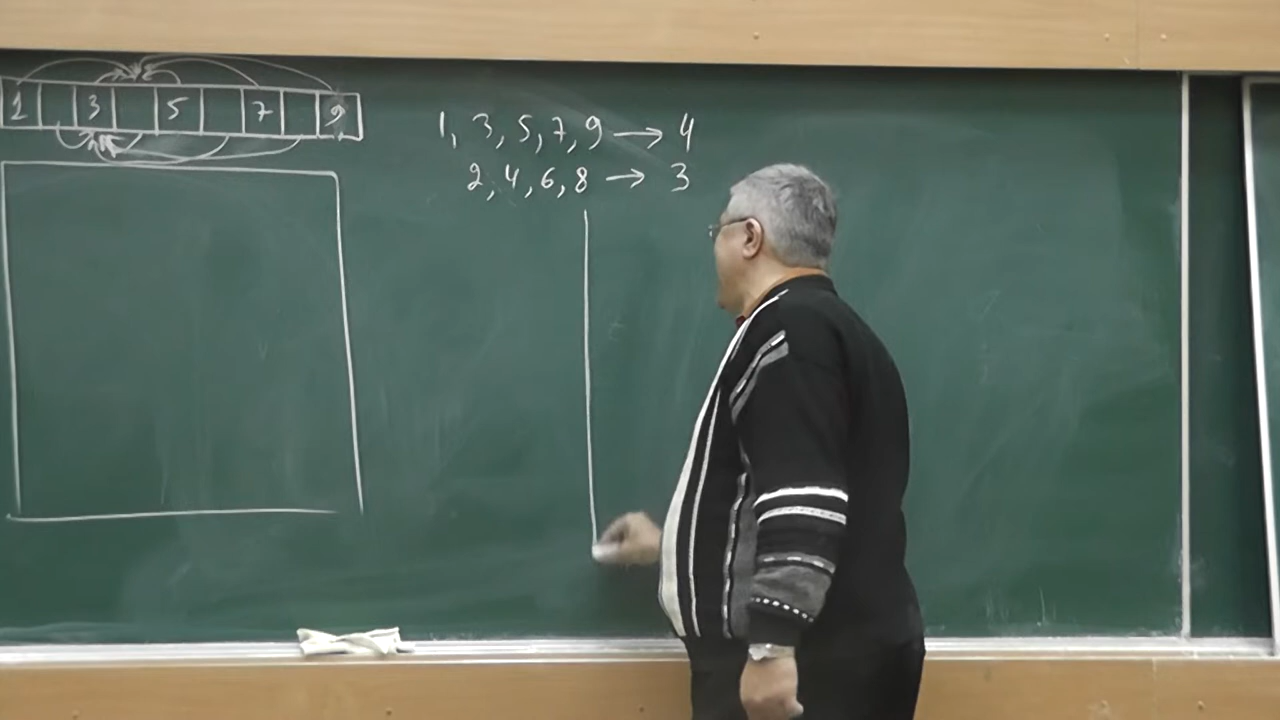 1 3 5 7 9
1, 3, 5, 7, 9 → 4
2, 4, 6, 8 → 3